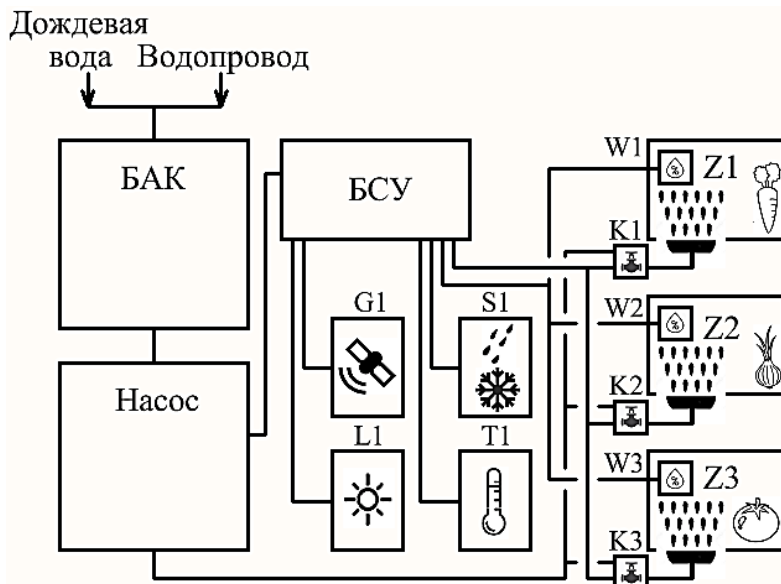 Дождевая
вода Водопровод
БАК
БСУ
W1
Z1
%
K1
G1
S1
W2
Z2
%
K2
Насос
L1
T1
W3
Z3
%
K3